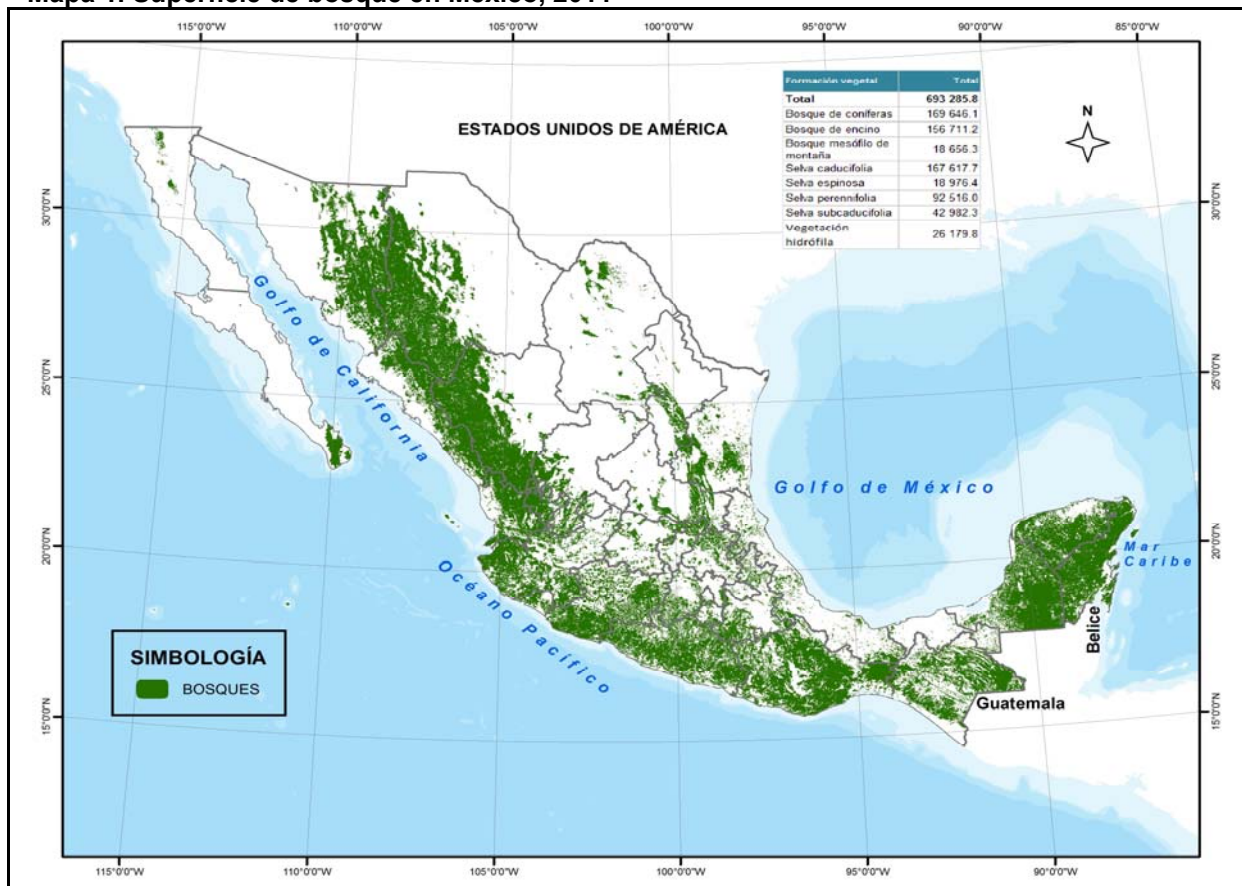 115°0'0"W 110°0'0"W 105°0'0"W 100°0'0"W 95°0'0"W 90°0'0"W 85°0'0"W
Formación vegetal Total
Total 693 285.8
Bosque de coníferas 169 646.1
Bosque de encino 156 711.2
Bosque mesófilo de
montaña 18 656.3
Selva caducifolia 167 617.7
Selva espinosa 18 976.4
Selva perennifolia 92 516.0
Selva subcaducifolia 42 982.3
Vegetación
hidrófila 26 179.8
N
ESTADOS UNIDOS DE AMÉRICA
30°0'0"N 30°0'0"N
Golfo de California
25°0'0"N 25°0'0"N
Golfo de México
20°0'0"N 20°0'0"N
Mar
Caribe
Océano Pacífico
Belice
Guatemala
SIMBOLOGÍA
BOSQUES
15°0'0"N 15°0'0"N
115°0'0"W 110°0'0"W 105°0'0"W 100°0'0"W 95°0'0"W 90°0'0"W